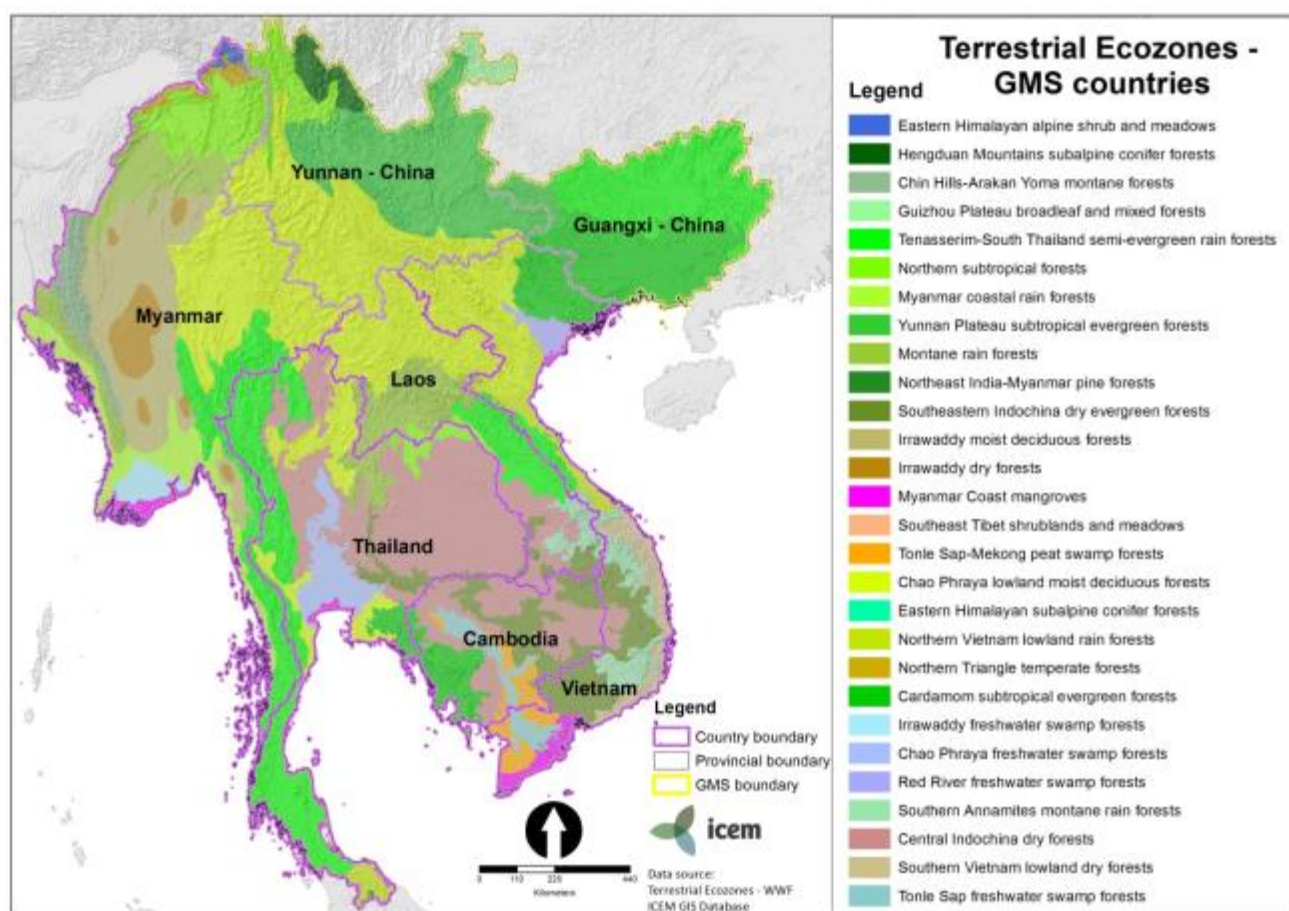 Terrestrial Ecozones -
GMS countries
Legend
Eastern Himalayan alpine shrub and meadows
Hengduan Mountains subalpine conifer forests
Chin Hills-Arakan Yoma montane forests
Guizhou Plateau broadleaf and mixed forests
Tenasserim-South Thailand semi-evergreen rain forests
Northern subtropical forests
Myanmar coastal rain forests
Yunnan Plateau subtropical evergreen forests
Montane rain forests
Northeast India-Myanmar pine forests
Southeastern Indochina dry evergreen forests
Irrawaddy moist deciduous forests
Irrawaddy dry forests
Myanmar Coast mangroves
Southeast Tibet shrublands and meadows
Tonle Sap-Mekong peat swamp forests
Chao Phraya lowland moist deciduous forests
Eastern Himalayan subalpine conifer forests
Northern Vietnam lowland rain forests
Northern Triangle temperate forests
Cardamom subtropical evergreen forests
Irrawaddy freshwater swamp forests
Chao Phraya freshwater swamp forests
Red River freshwater swamp forests
Southern Annamites montane rain forests
Central Indochina dry forests
Southern Vietnam lowland dry forests
Tonle Sap freshwater swamp forests
Yunnan - China
Guangxi - China
Myanmar
Laos
Thailand
Cambodia
Vietnam
Legend
Country boundary
Provincial boundary
GMS boundary
icem
0 110 220 440
Kilometers
Data source:
Terrestrial Ecozones - WWF
ICEM GIS Database